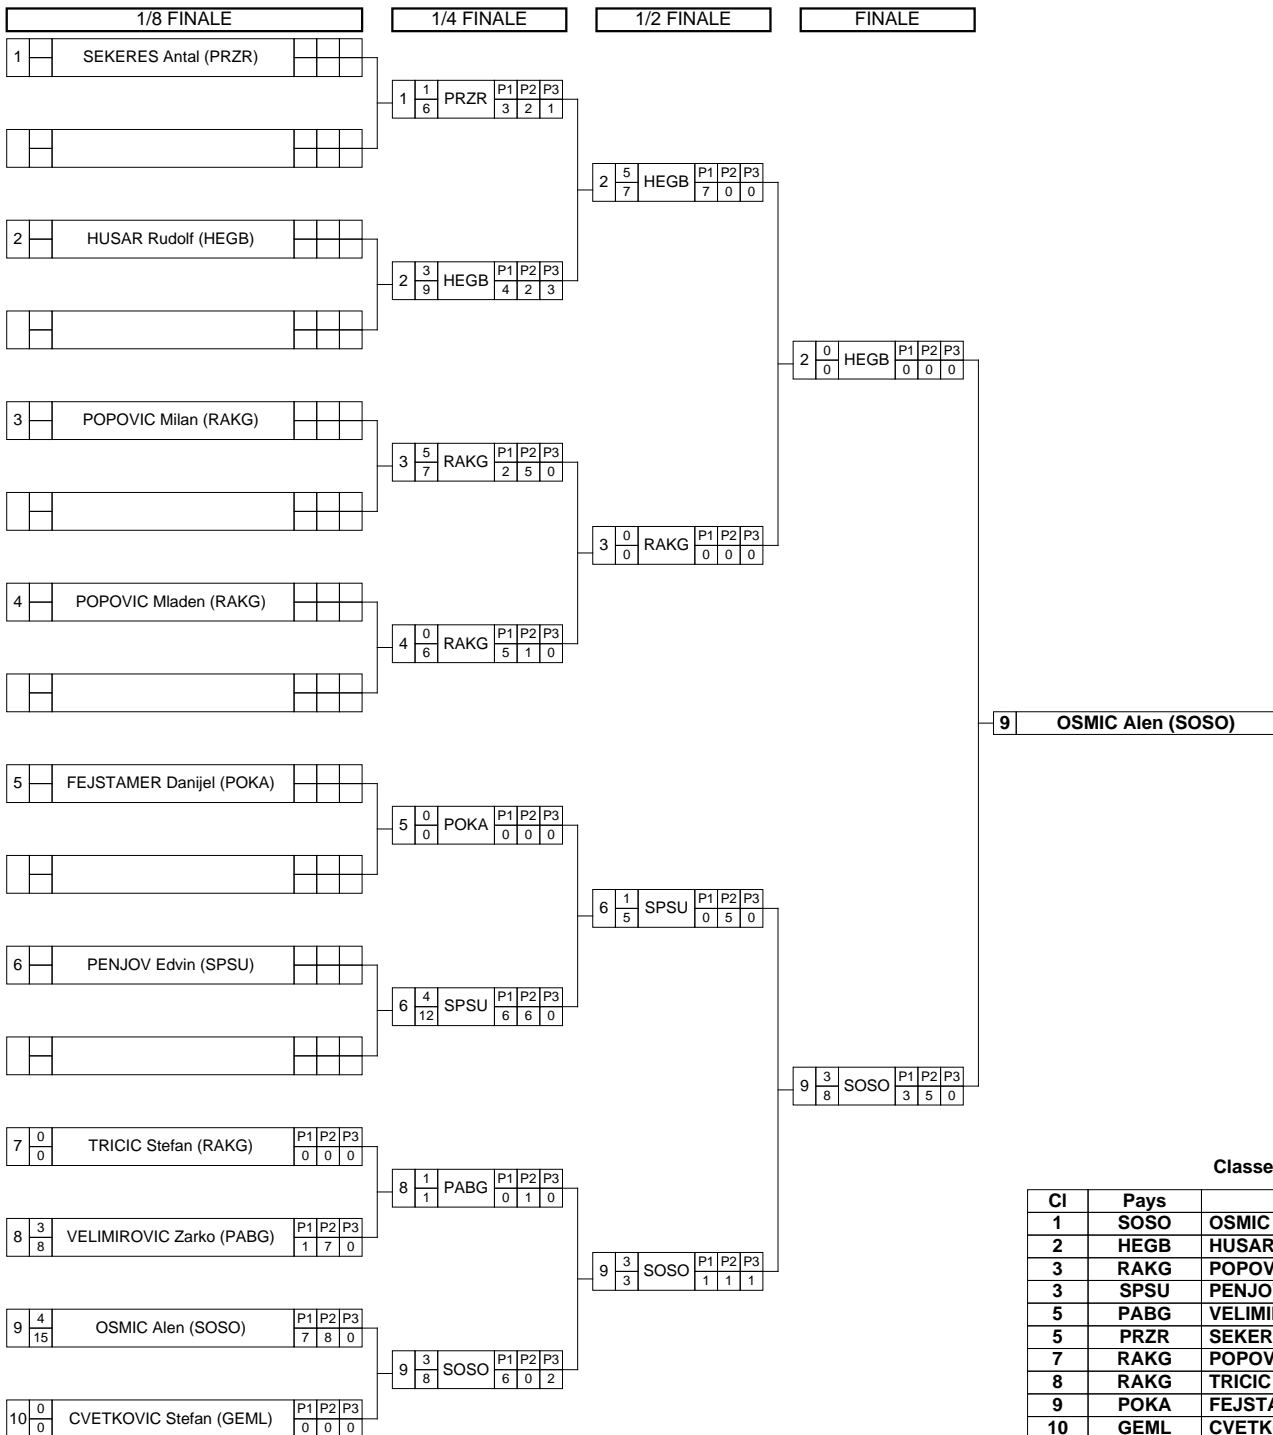 1/8 FINALE 1/4 FINALE 1/2 FINALE FINALE
1 SEKERES Antal (PRZR)
1 1 6 PRZR P1 P2 P3 3 2 1
2 5 7 HEGB P1 P2 P3 7 0 0
2 HUSAR Rudolf (HEGB)
2 3 9 HEGB P1 P2 P3 4 2 3
2 0 0 HEGB P1 P2 P3 0 0 0
3 POPOVIC Milan (RAKG)
3 5 7 RAKG P1 P2 P3 2 5 0
3 0 0 RAKG P1 P2 P3 0 0 0
4 POPOVIC Mladen (RAKG)
4 0 6 RAKG P1 P2 P3 5 1 0
9 OSMIC Alen (SOSO)
5 FEJSTAMER Danijel (POKA)
5 0 0 POKA P1 P2 P3 0 0 0
6 1 5 SPSU P1 P2 P3 0 5 0
6 PENJOV Edvin (SPSU)
6 4 12 SPSU P1 P2 P3 6 6 0
9 3 8 SOSO P1 P2 P3 3 5 0
7 0 0 TRICIC Stefan (RAKG) P1 P2 P3 0 0 0
8 1 1 PABG P1 P2 P3 0 1 0
8 3 8 VELIMIROVIC Zarko (PABG) P1 P2 P3 1 7 0
9 3 3 SOSO P1 P2 P3 1 1 1
9 4 15 OSMIC Alen (SOSO) P1 P2 P3 7 8 0
9 3 8 SOSO P1 P2 P3 6 0 2
10 0 0 CVETKOVIC Stefan (GEML) P1 P2 P3 0 0 0
Classe
Cl Pays
1 SOSO OSMIC
2 HEGB HUSAR
3 RAKG POPOV
3 SPSU PENJO
5 PABG VELIMI
5 PRZR SEKER
7 RAKG POPOV
8 RAKG TRICIC
9 POKA FEJSTA
10 GEML CVETK